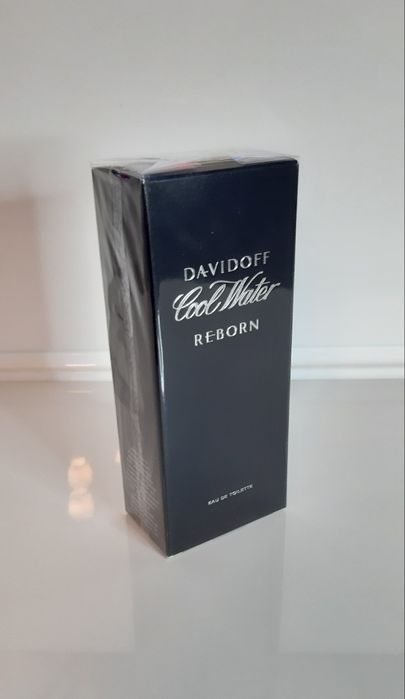 DAVIDOFF
Cool Water
REBORN
EAU DE TOILETTE